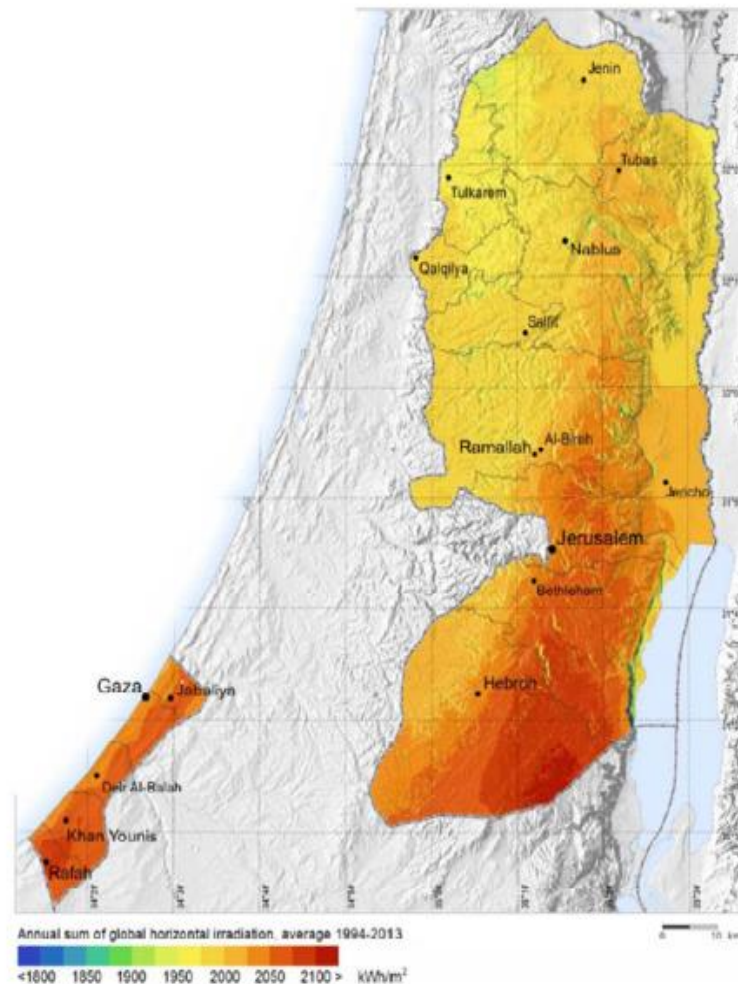 Jenin
Tubas
Tulkarem
Nablus
Qalqilya
Salfit
Al-Bireh
Ramallah
Jericho
Jerusalem
Bethlehem
Hebron
Gaza
Jabaliya
Deir Al-Balah
Khan Younis
Rafah
Annual sum of global horizontal irradiation, average 1994-2013
<1800 1850 1900 1950 2000 2050 2100 > kWh/m²